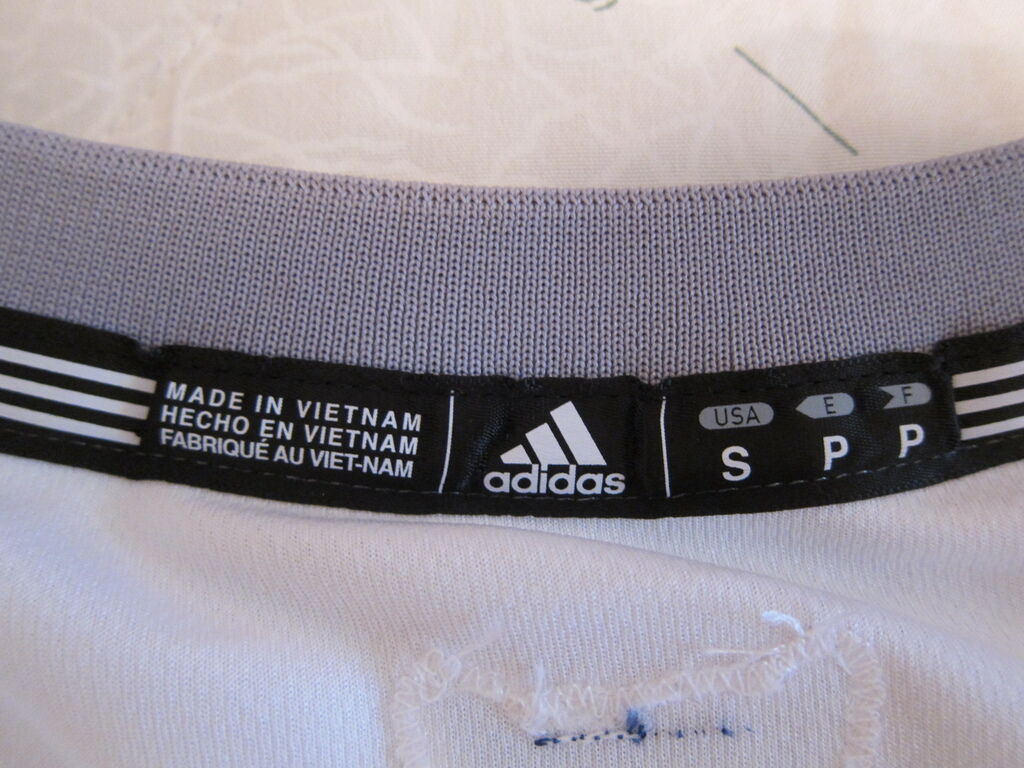 MADE IN VIETNAM
HECHO EN VIETNAM
FABRIQUÉ AU VIET-NAM
adidas
USA E F
S P P